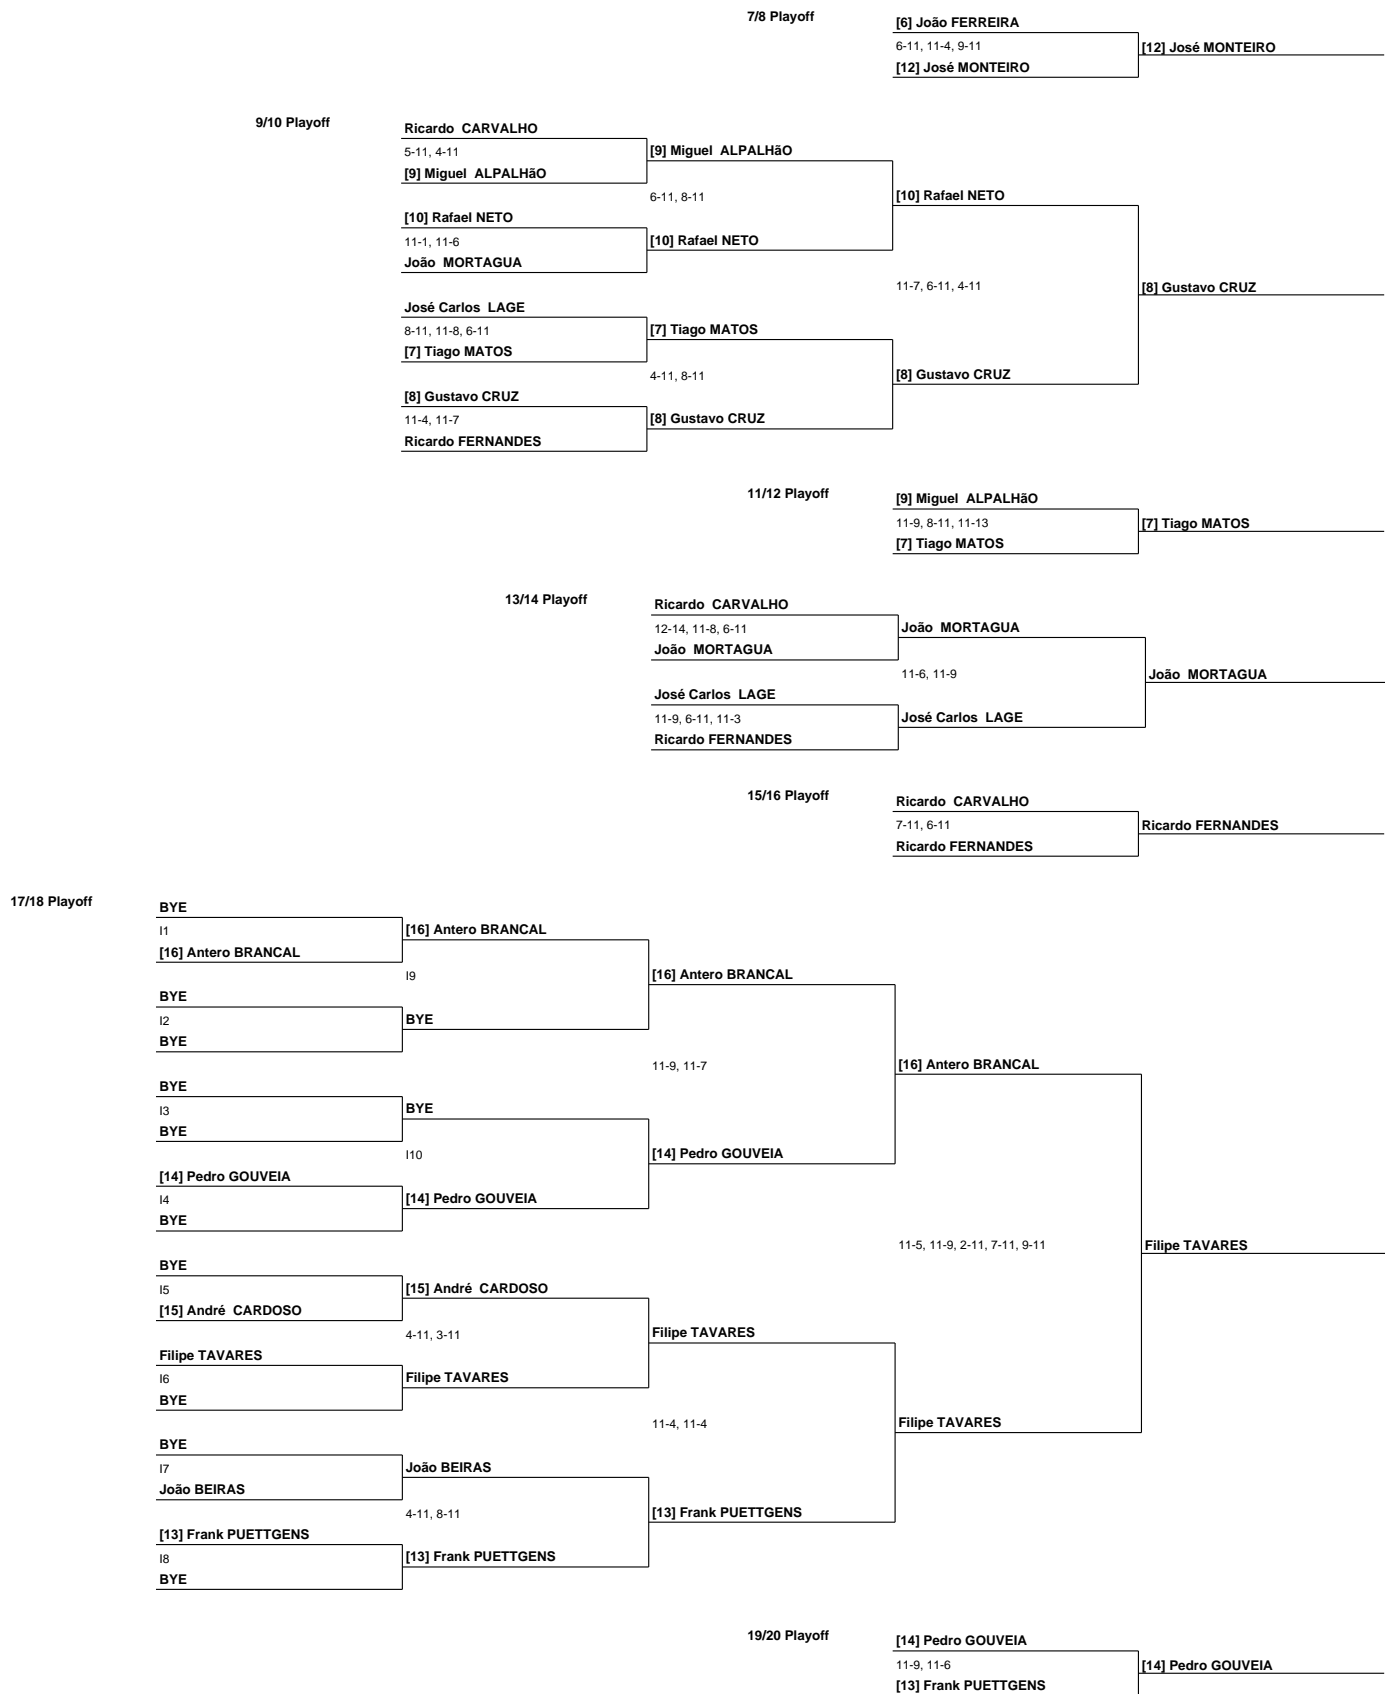 7/8 Playoff
[6] João FERREIRA
6-11, 11-4, 9-11
[12] José MONTEIRO
[12] José MONTEIRO
9/10 Playoff
Ricardo  CARVALHO
5-11, 4-11
[9] Miguel  ALPALHãO
[9] Miguel  ALPALHãO
6-11, 8-11
[10] Rafael NETO
[10] Rafael NETO
11-1, 11-6
[10] Rafael NETO
João  MORTAGUA
11-7, 6-11, 4-11
[8] Gustavo CRUZ
José Carlos  LAGE
8-11, 11-8, 6-11
[7] Tiago MATOS
[7] Tiago MATOS
4-11, 8-11
[8] Gustavo CRUZ
[8] Gustavo CRUZ
11-4, 11-7
[8] Gustavo CRUZ
Ricardo FERNANDES
11/12 Playoff
[9] Miguel  ALPALHãO
11-9, 8-11, 11-13
[7] Tiago MATOS
[7] Tiago MATOS
13/14 Playoff
Ricardo  CARVALHO
12-14, 11-8, 6-11
João  MORTAGUA
João  MORTAGUA
11-6, 11-9
João  MORTAGUA
José Carlos  LAGE
11-9, 6-11, 11-3
José Carlos  LAGE
Ricardo FERNANDES
15/16 Playoff
Ricardo  CARVALHO
7-11, 6-11
Ricardo FERNANDES
Ricardo FERNANDES
17/18 Playoff
BYE
I1
[16] Antero BRANCAL
[16] Antero BRANCAL
I9
[16] Antero BRANCAL
BYE
I2
BYE
BYE
11-9, 11-7
[16] Antero BRANCAL
BYE
I3
BYE
BYE
I10
[14] Pedro GOUVEIA
[14] Pedro GOUVEIA
I4
[14] Pedro GOUVEIA
BYE
11-5, 11-9, 2-11, 7-11, 9-11
Filipe TAVARES
BYE
I5
[15] André  CARDOSO
[15] André  CARDOSO
4-11, 3-11
Filipe TAVARES
Filipe TAVARES
I6
Filipe TAVARES
BYE
11-4, 11-4
Filipe TAVARES
BYE
I7
João BEIRAS
João BEIRAS
4-11, 8-11
[13] Frank PUETTGENS
[13] Frank PUETTGENS
I8
[13] Frank PUETTGENS
BYE
19/20 Playoff
[14] Pedro GOUVEIA
11-9, 11-6
[14] Pedro GOUVEIA
[13] Frank PUETTGENS